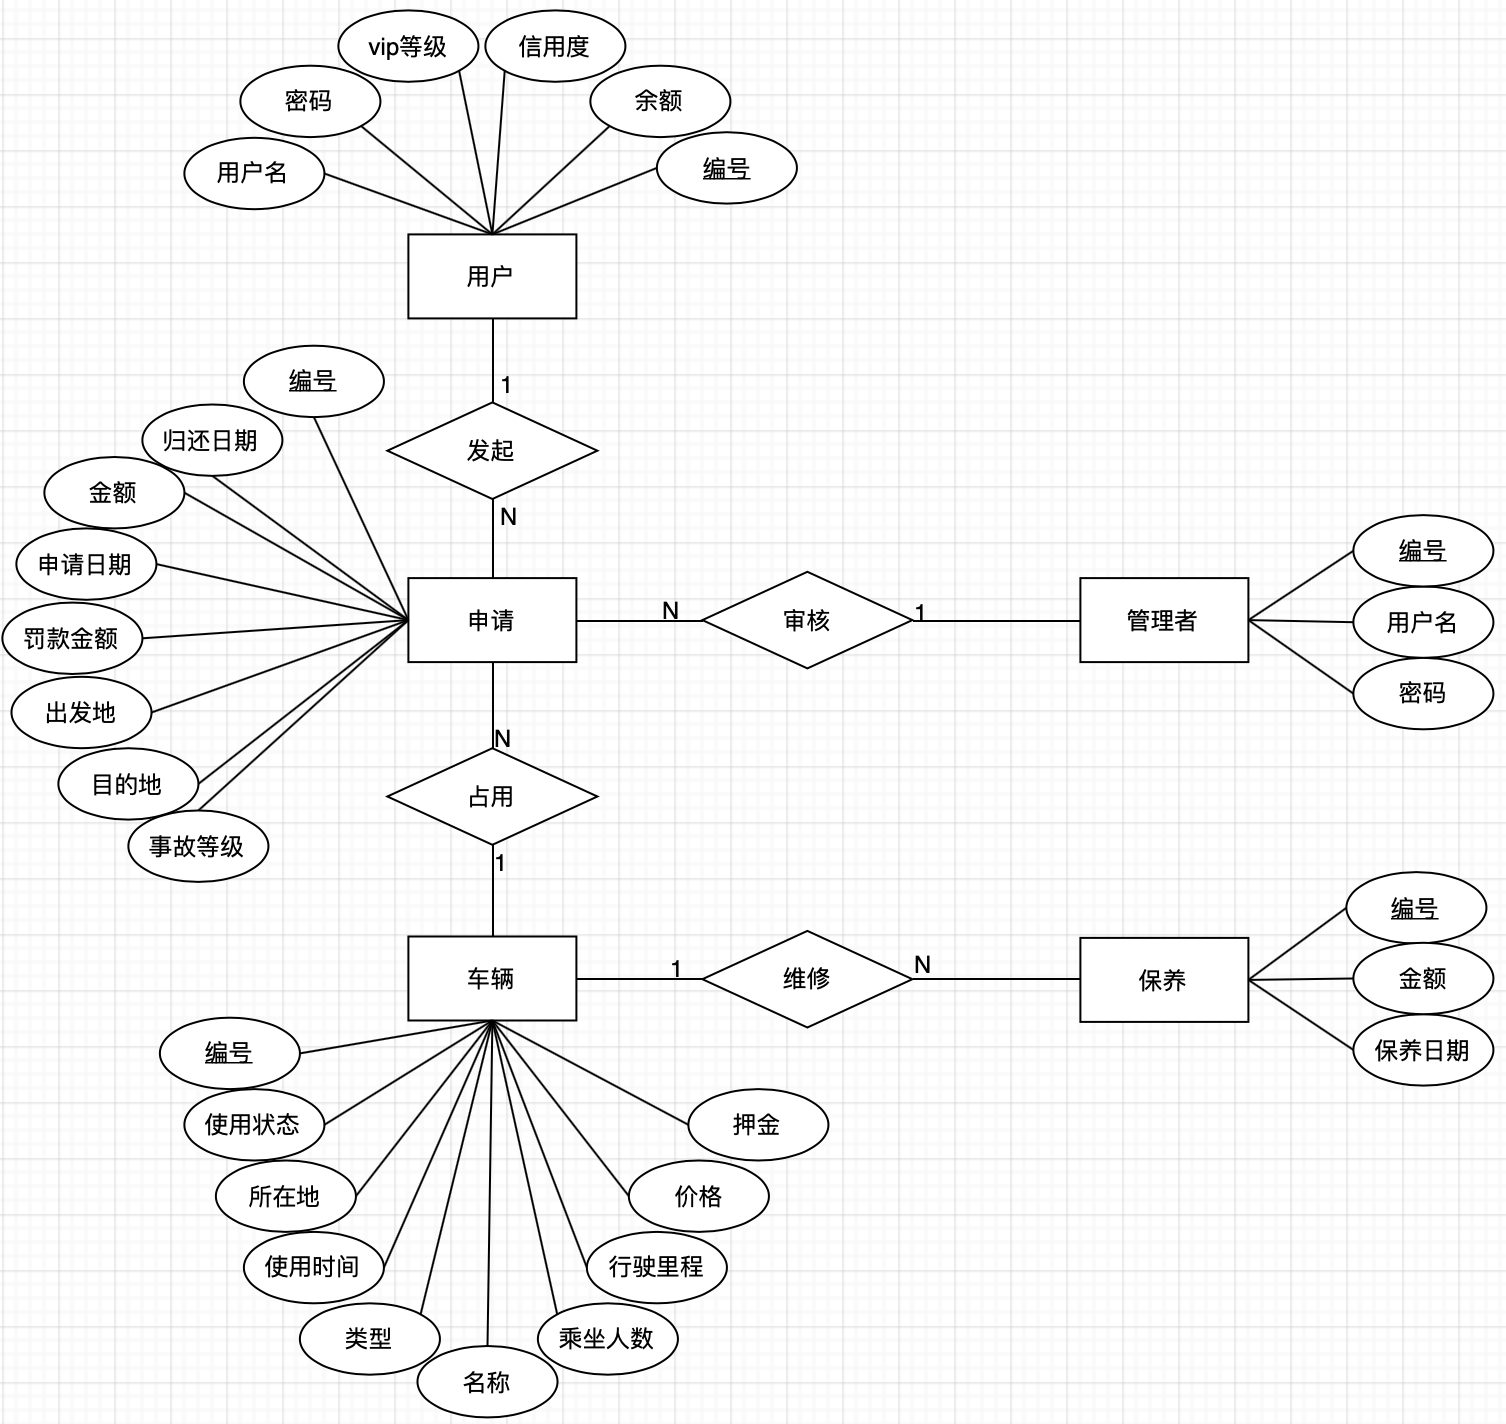 vip等级
信用度
密码
余额
用户名
编号
用户
1
发起
N
编号
归还日期
金额
申请日期
罚款金额
出发地
目的地
事故等级
申请
N
审核
1
管理者
编号
用户名
密码
N
占用
1
车辆
1
维修
N
保养
编号
金额
保养日期
编号
使用状态
所在地
使用时间
类型
名称
乘坐人数
行驶里程
价格
押金